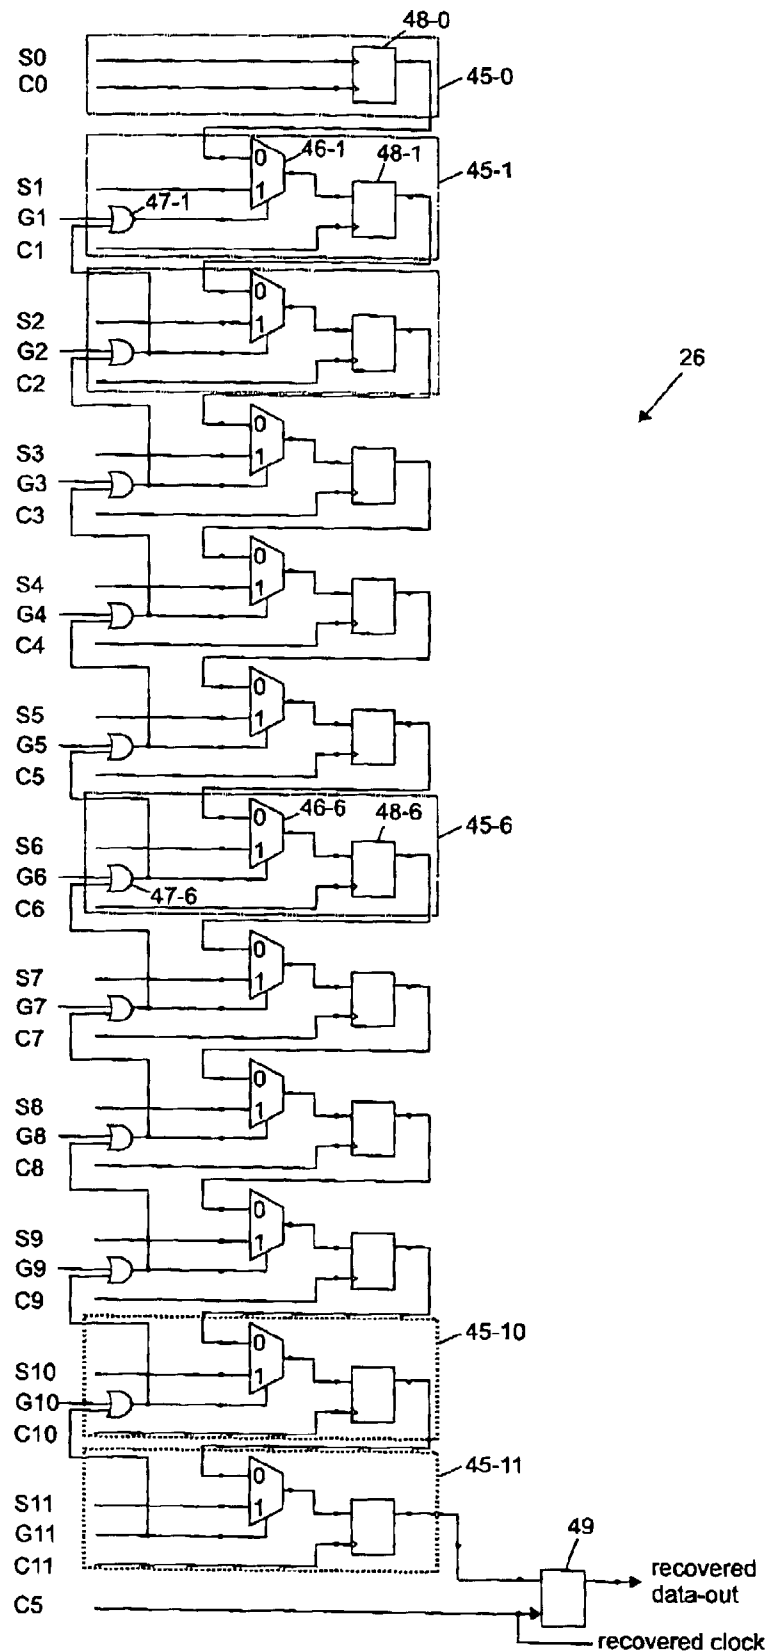 48-0
S0
C0
45-0
0
46-1
48-1
45-1
S1
1
47-1
G1
C1
0
S2
1
G2
C2
26
0
S3
1
G3
C3
0
S4
1
G4
C4
0
S5
1
G5
C5
0
46-6
48-6
45-6
S6
1
G6
47-6
C6
0
S7
1
G7
C7
0
S8
1
G8
C8
0
S9
1
G9
C9
0
45-10
S10
1
G10
C10
0
45-11
S11
1
G11
C11
49
recovered
data-out
C5
recovered clock